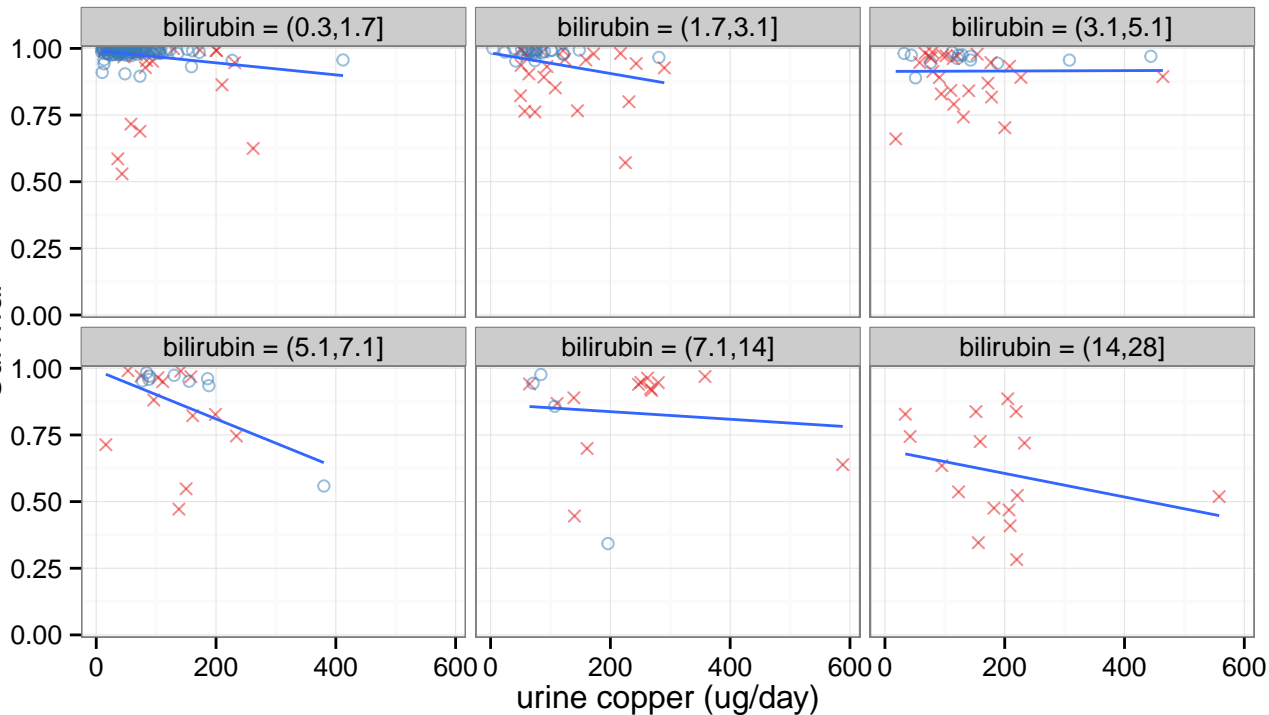 bilirubin = (0.3,1.7] bilirubin = (1.7,3.1] bilirubin = (3.1,5.1]
1.00
0.75
0.50
0.25
0.00
bilirubin = (5.1,7.1] bilirubin = (7.1,14] bilirubin = (14,28]
1.00
0.75
0.50
0.25
0.00
0 200 400 600 0 200 400 600 0 200 400 600
urine copper (ug/day)